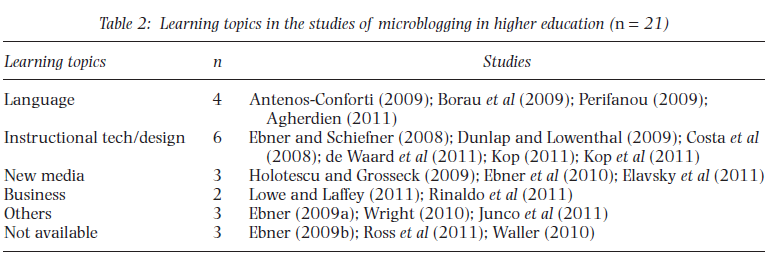 Table 2: Learning topics in the studies of microblogging in higher education (n = 21)
Learning topics n Studies
Language 4 Antenos-Conforti (2009); Borau et al (2009); Perifanou (2009);
Agherdien (2011)
Instructional tech/design 6 Ebner and Schiefner (2008); Dunlap and Lowenthal (2009); Costa et al
(2008); de Waard et al (2011); Kop (2011); Kop et al (2011)
New media 3 Holotescu and Grosseck (2009); Ebner et al (2010); Elavsky et al (2011)
Business 2 Lowe and Laffey (2011); Rinaldo et al (2011)
Others 3 Ebner (2009a); Wright (2010); Junco et al (2011)
Not available 3 Ebner (2009b); Ross et al (2011); Waller (2010)